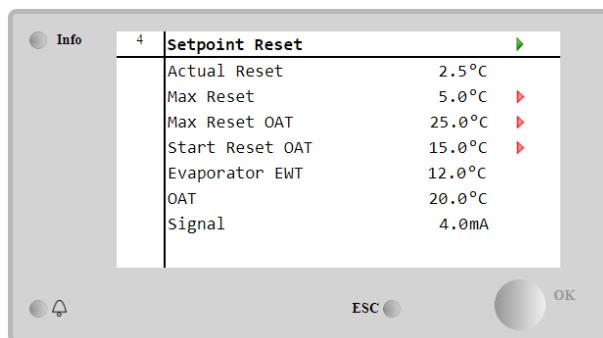 Info
4 Setpoint Reset
Actual Reset 2.5°C
Max Reset 5.0°C
Max Reset OAT 25.0°C
Start Reset OAT 15.0°C
Evaporator EWT 12.0°C
OAT 20.0°C
Signal 4.0mA
OK
ESC